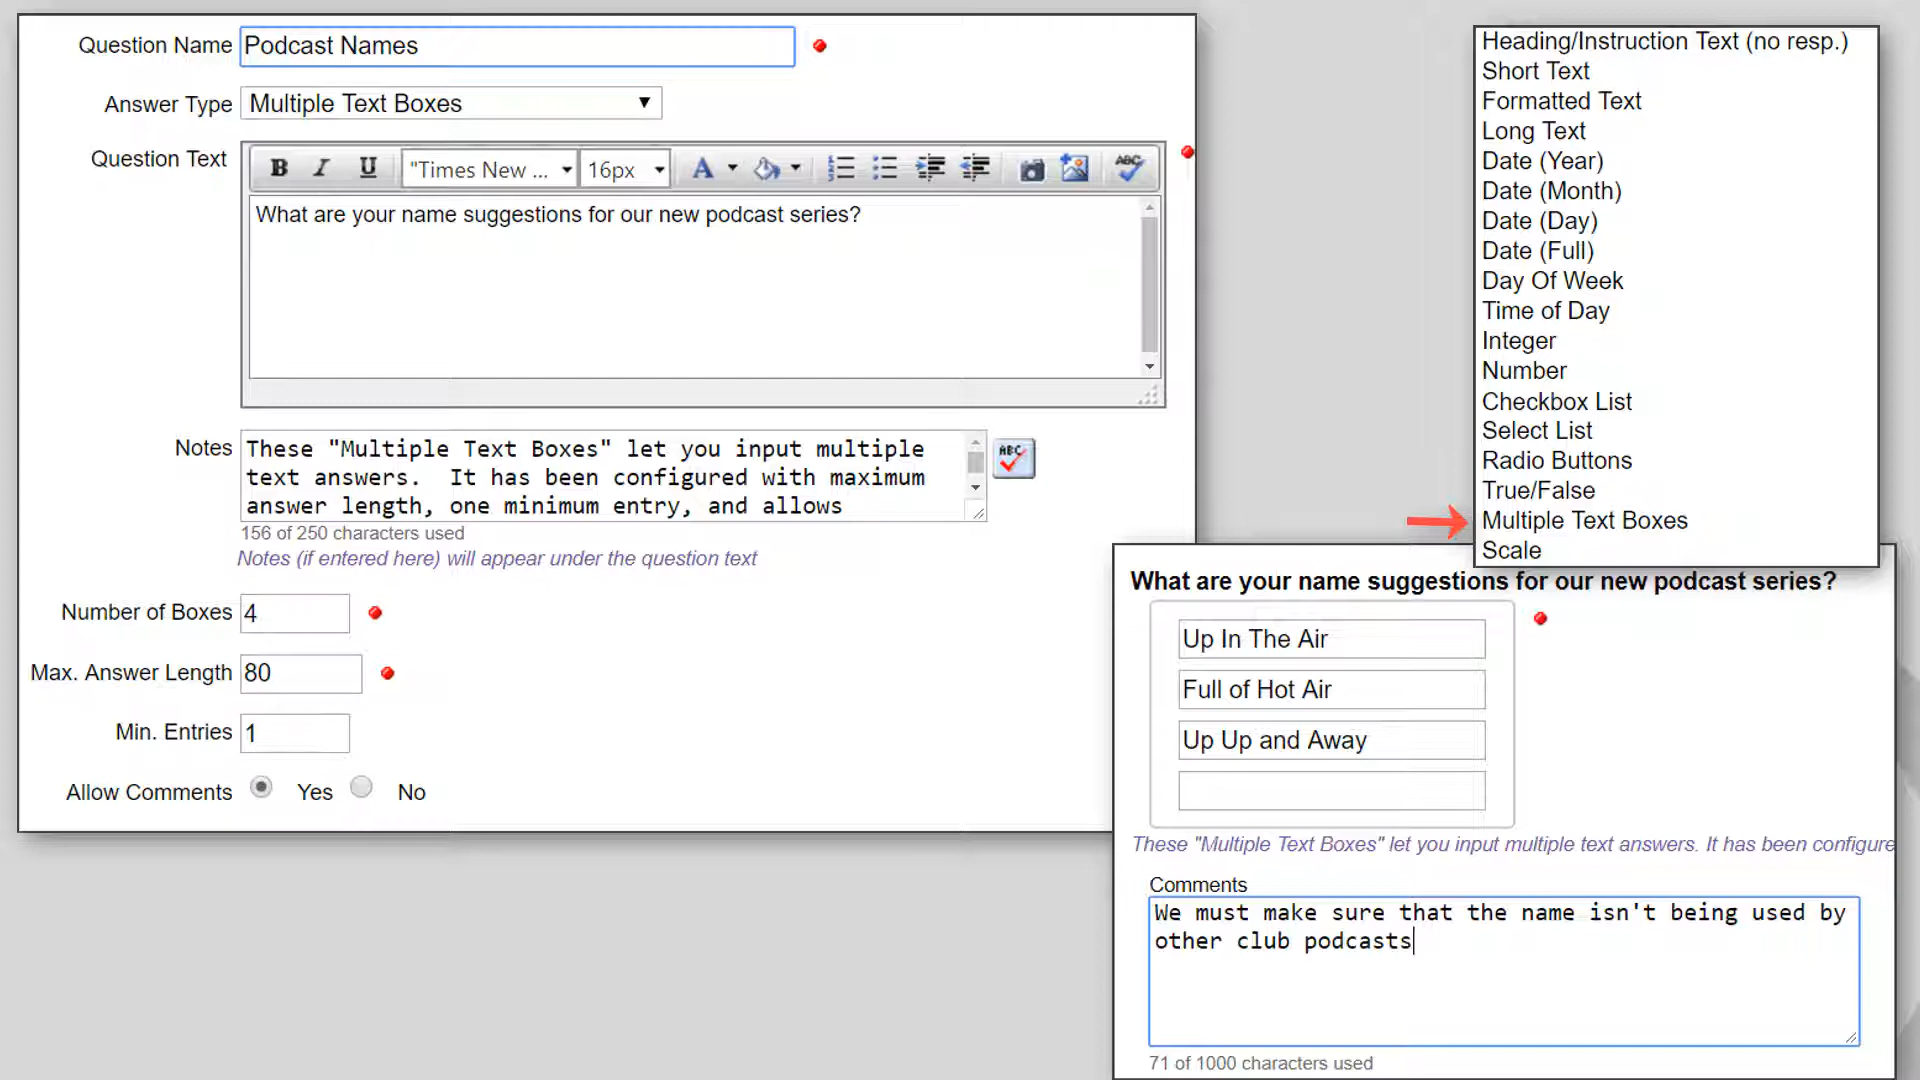 Question Name Podcast Names
Answer Type Multiple Text Boxes
Question Text
B I U "Times New ... 16px A ABC
What are your name suggestions for our new podcast series?
Notes These "Multiple Text Boxes" let you input multiple
text answers.  It has been configured with maximum
answer length, one minimum entry, and allows
ABC
156 of 250 characters used
Notes (if entered here) will appear under the question text
Number of Boxes 4
Max. Answer Length 80
Min. Entries 1
Allow Comments Yes No
Heading/Instruction Text (no resp.)
Short Text
Formatted Text
Long Text
Date (Year)
Date (Month)
Date (Day)
Date (Full)
Day Of Week
Time of Day
Integer
Number
Checkbox List
Select List
Radio Buttons
True/False
Multiple Text Boxes
Scale
What are your name suggestions for our new podcast series?
Up In The Air
Full of Hot Air
Up Up and Away
These "Multiple Text Boxes" let you input multiple text answers. It has been configure
Comments
We must make sure that the name isn't being used by
other club podcasts
71 of 1000 characters used